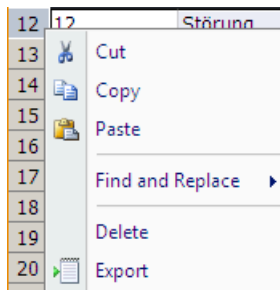 12 12 Störung
13 Cut
14 Copy
15 Paste
16
17 Find and Replace
18
19 Delete
20 Export